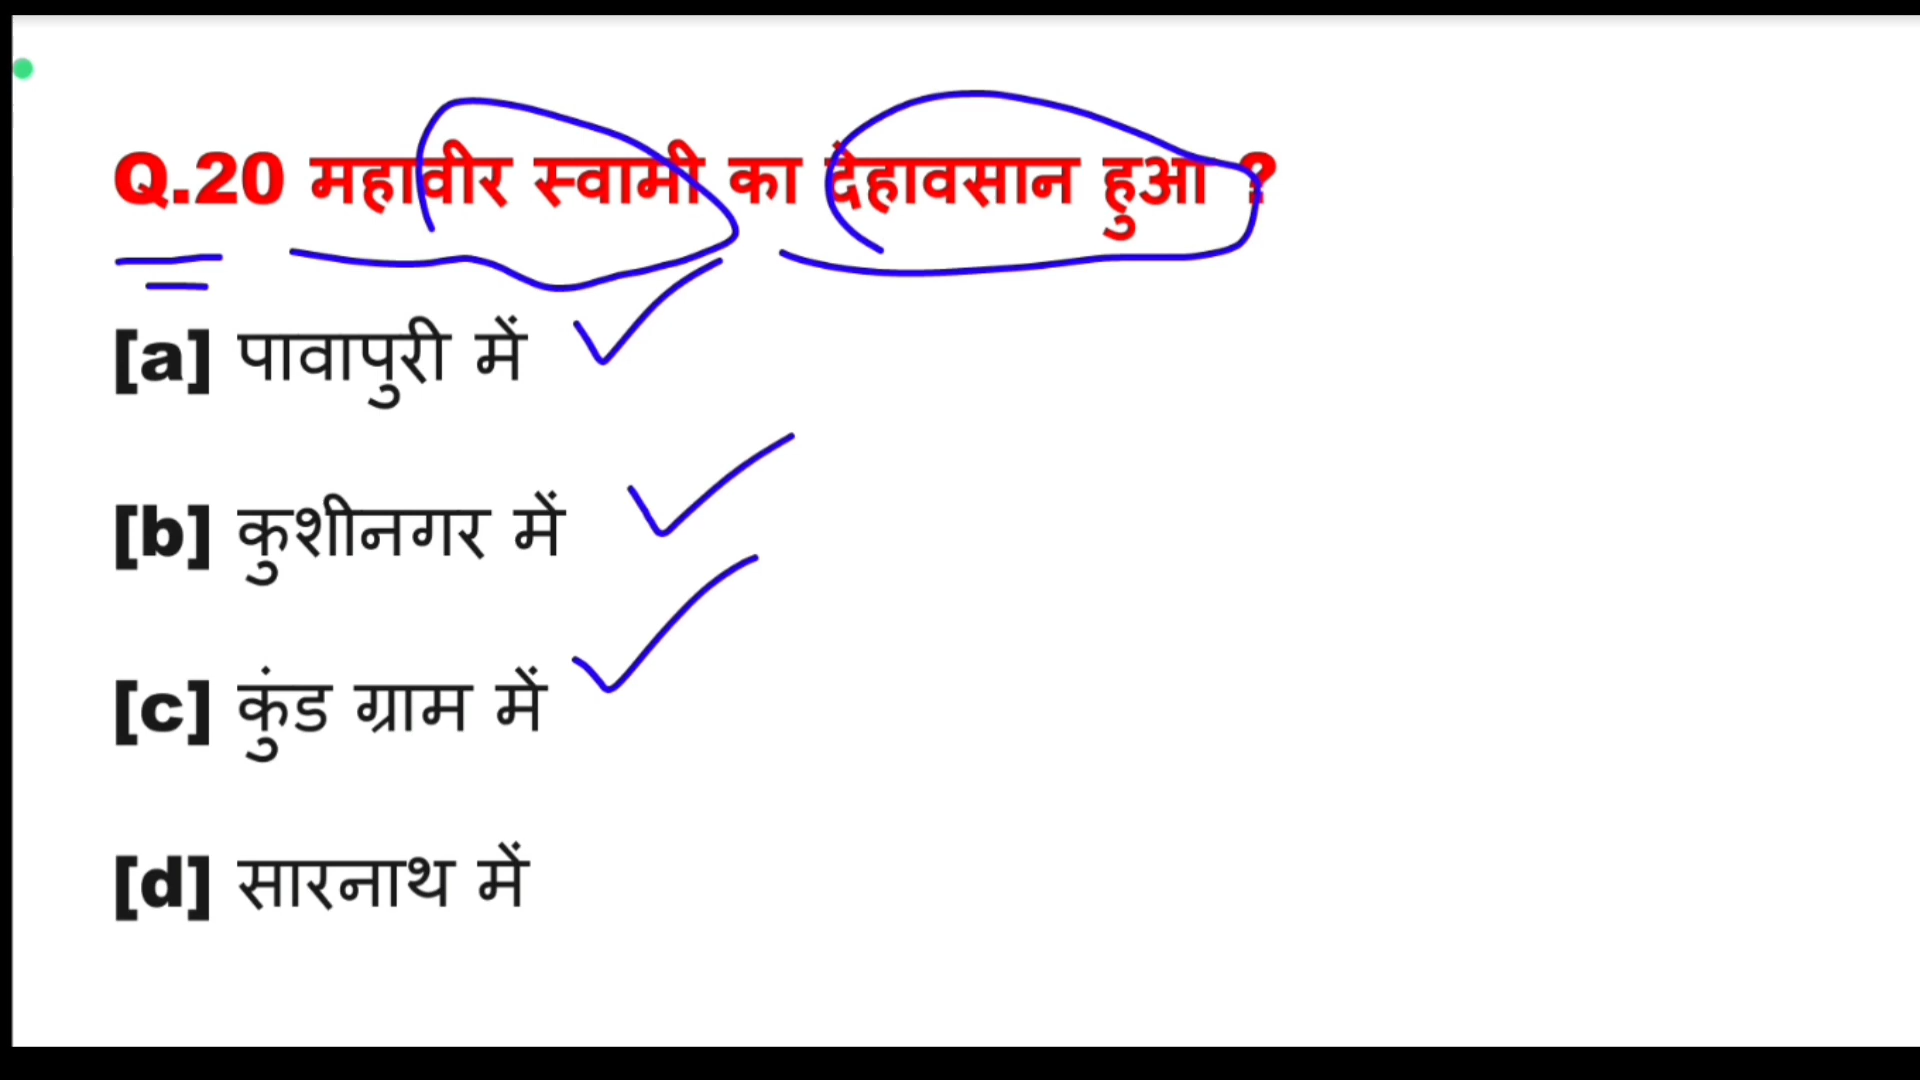 Q.20 महावीर स्वामी का देहावसान हुआ ?
[a] पावापुरी में
[b] कुशीनगर में
[c] कुंड ग्राम में
[d] सारनाथ में